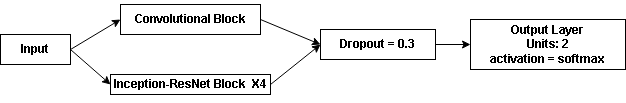 Input
Convolutional Block
Inception-ResNet Block X4
Dropout = 0.3
Output Layer
Units: 2
activation = softmax